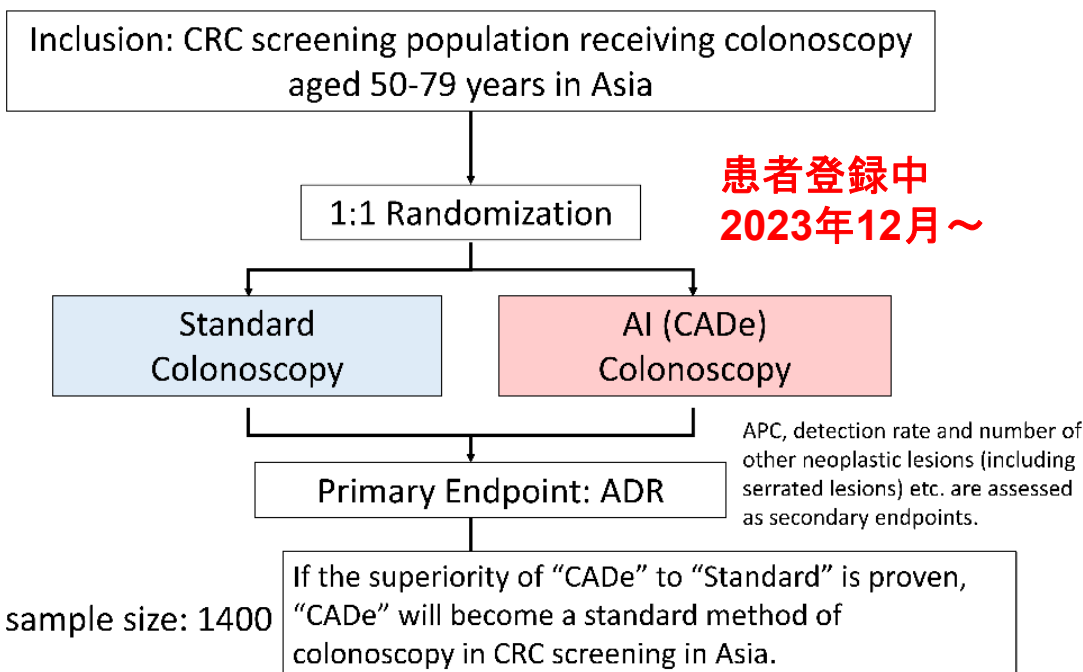 Inclusion: CRC screening population receiving colonoscopy
aged 50-79 years in Asia
患者登録中
2023年12月～
1:1 Randomization
Standard
Colonoscopy
AI (CADe)
Colonoscopy
APC, detection rate and number of
other neoplastic lesions (including
serrated lesions) etc. are assessed
as secondary endpoints.
Primary Endpoint: ADR
sample size: 1400
If the superiority of “CADe” to “Standard” is proven,
“CADe” will become a standard method of
colonoscopy in CRC screening in Asia.